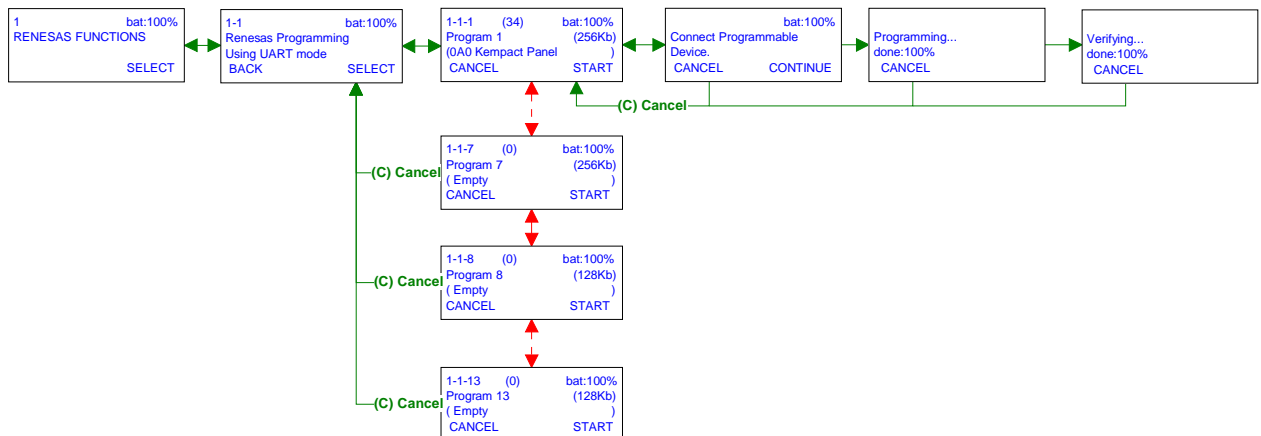 1 bat:100%
RENESAS FUNCTIONS
SELECT
1-1 bat:100%
Renesas Programming
Using UART mode
BACK SELECT
1-1-1 (34) bat:100%
Program 1 (256Kb)
(0A0 Kempact Panel )
CANCEL START
bat:100%
Connect Programmable
Device.
CANCEL CONTINUE
Programming...
done:100%
CANCEL
Verifying...
done:100%
CANCEL
(C) Cancel
1-1-7 (0) bat:100%
Program 7 (256Kb)
( Empty )
CANCEL START
(C) Cancel
1-1-8 (0) bat:100%
Program 8 (128Kb)
( Empty )
CANCEL START
(C) Cancel
1-1-13 (0) bat:100%
Program 13 (128Kb)
( Empty )
CANCEL START
(C) Cancel